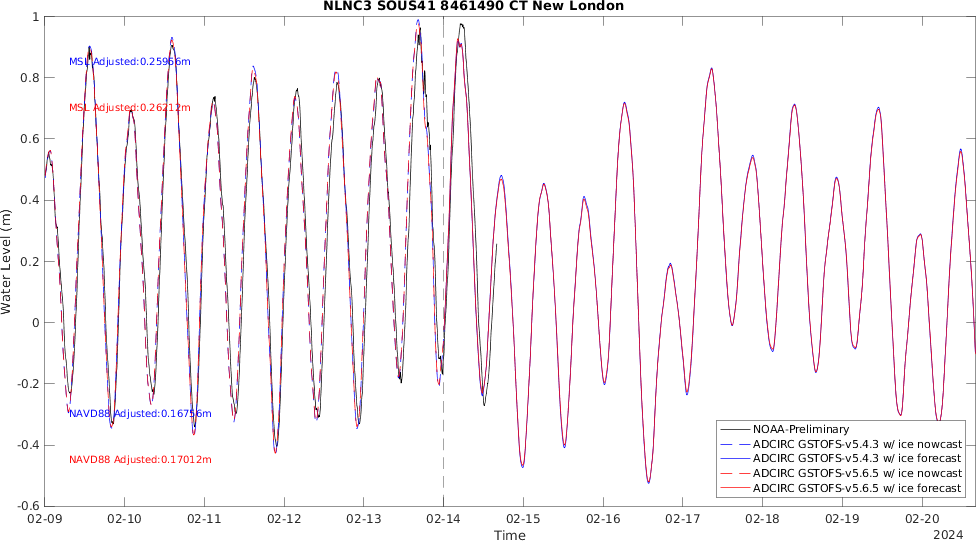 NLNC3 SOUS41 8461490 CT New London
1
0.8
0.6
0.4
0.2
0
-0.2
-0.4
-0.6
Water Level (m)
MSL Adjusted:0.25966m
MSL Adjusted:0.26212m
NAVD88 Adjusted:0.16756m
NAVD88 Adjusted:0.17012m
NOAA-Preliminary
ADCIRC GSTOFS-v5.4.3 w/ ice nowcast
ADCIRC GSTOFS-v5.4.3 w/ ice forecast
ADCIRC GSTOFS-v5.6.5 w/ ice nowcast
ADCIRC GSTOFS-v5.6.5 w/ ice forecast
02-09 02-10 02-11 02-12 02-13 02-14 02-15 02-16 02-17 02-18 02-19 02-20
Time
2024